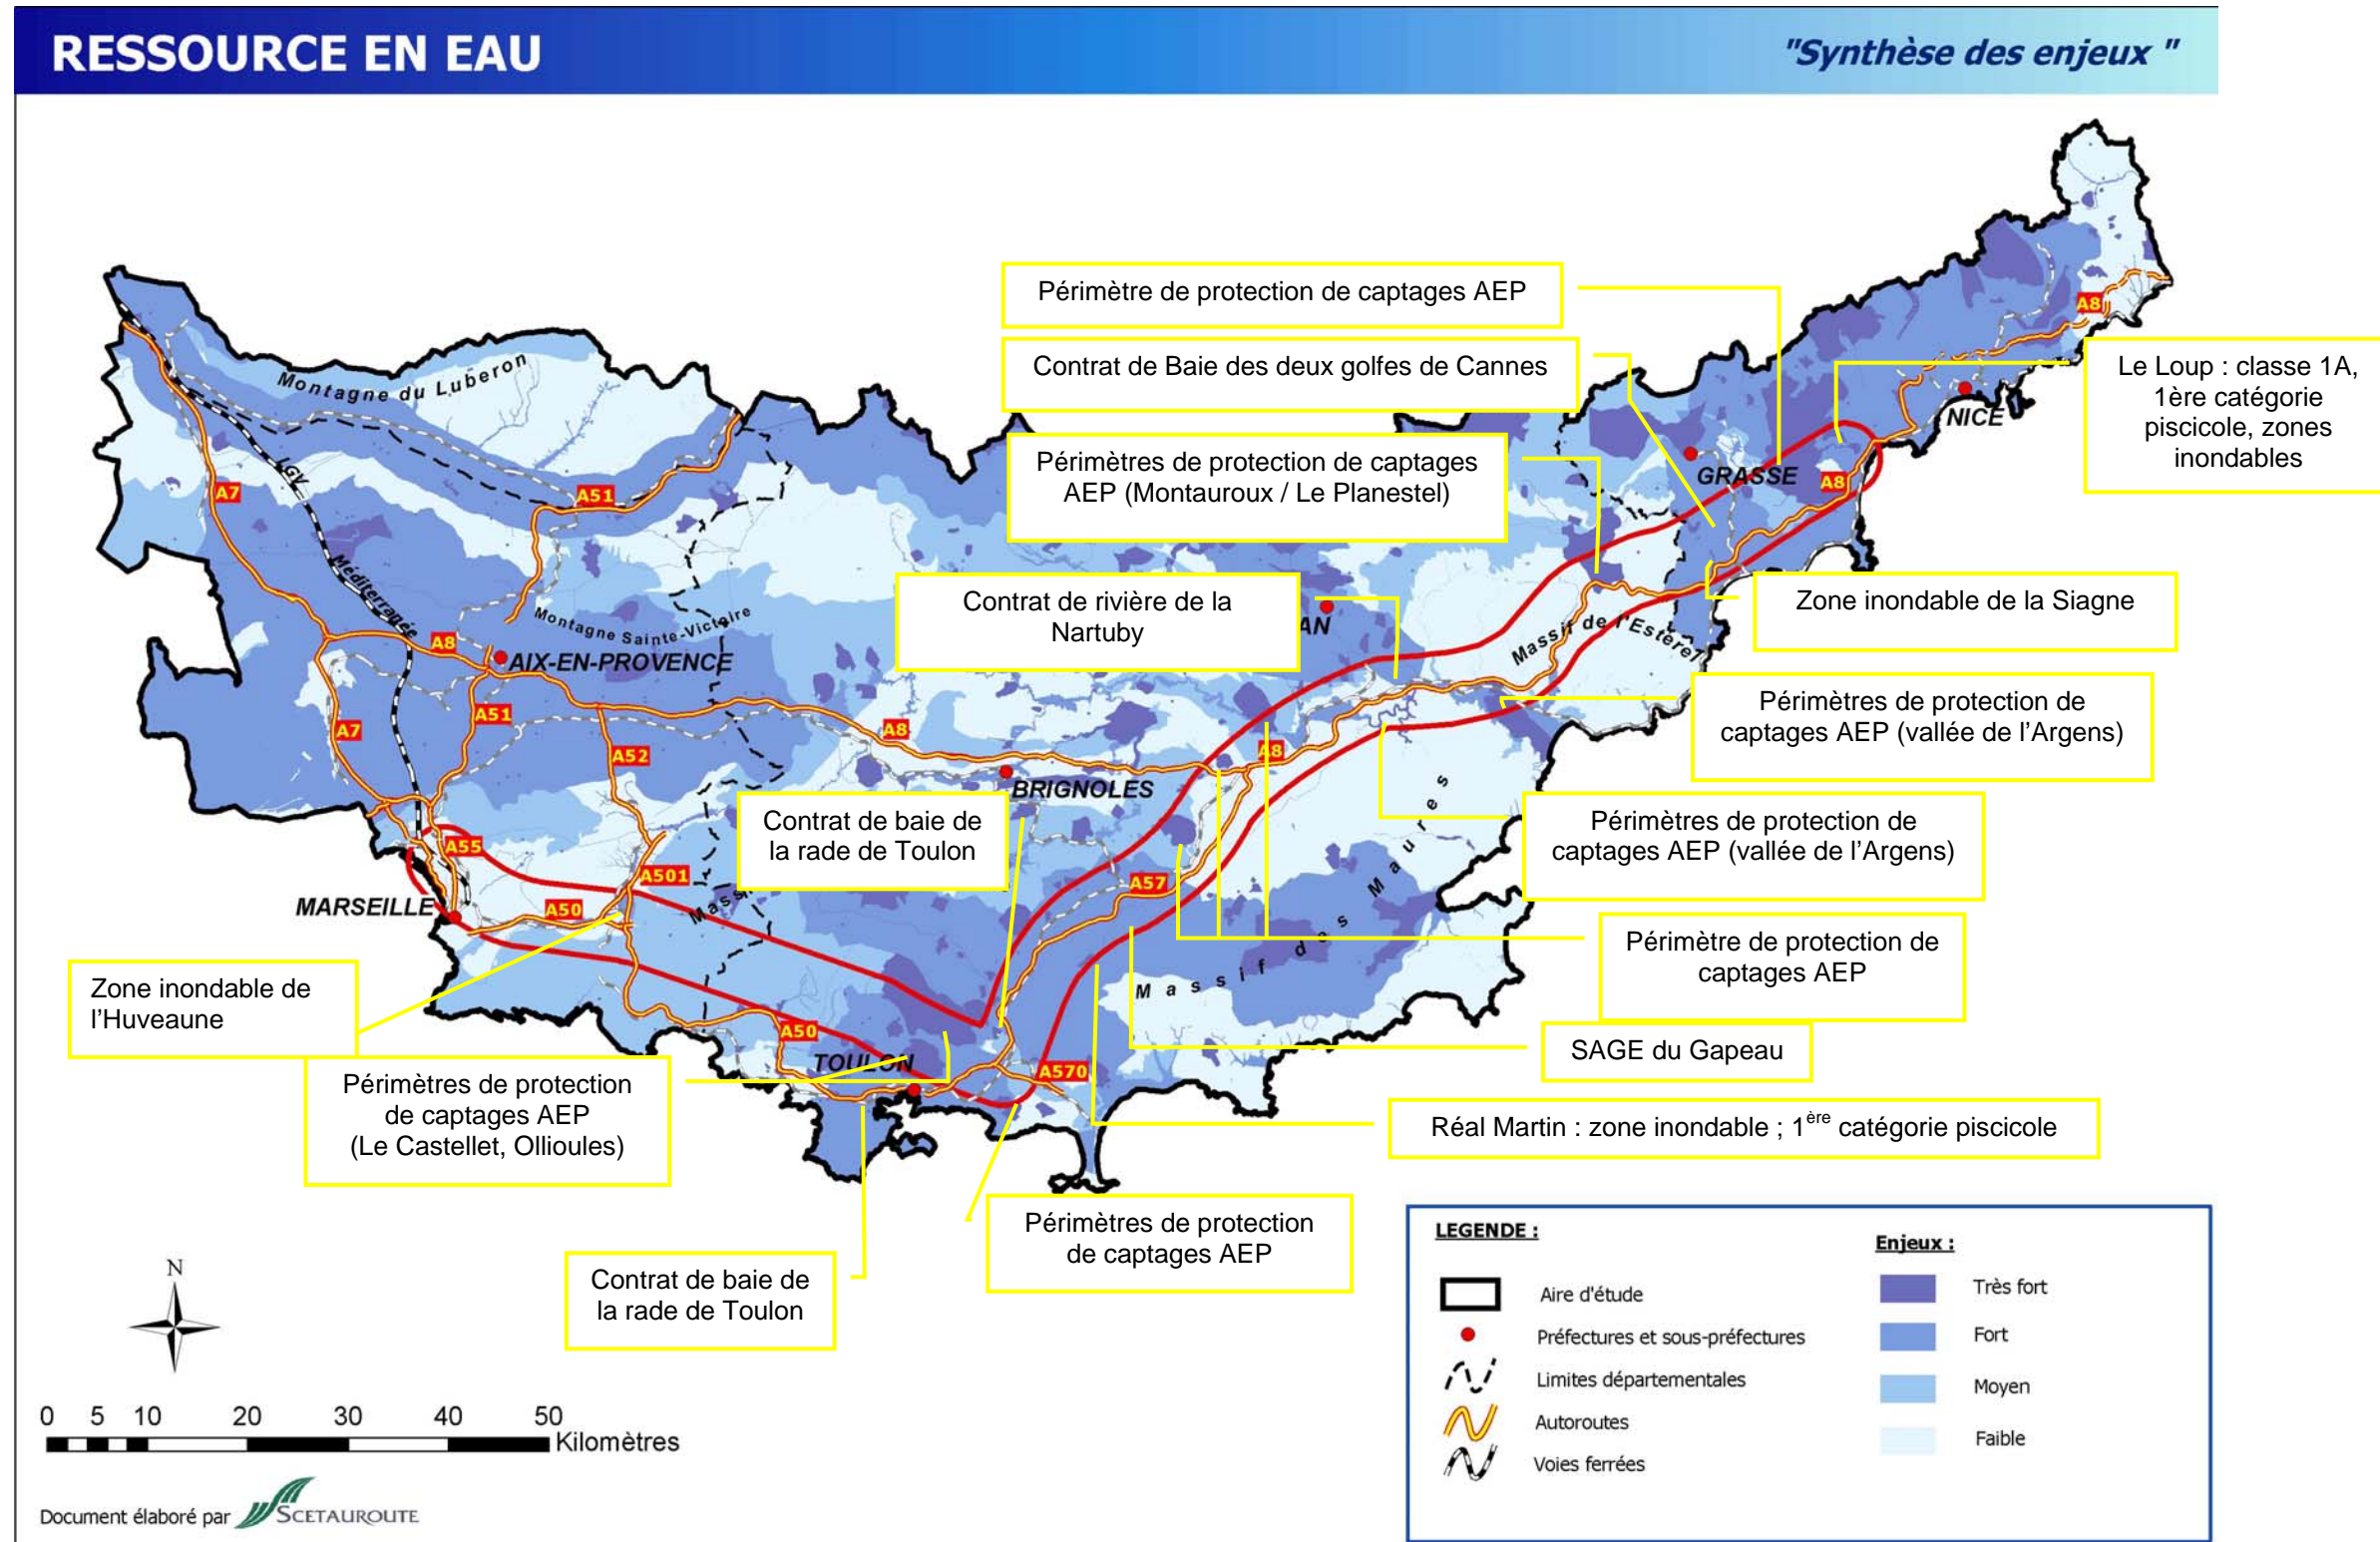 RESSOURCE EN EAU
"Synthèse des enjeux "
Périmètre de protection de captages AEP
Contrat de Baie des deux golfes de Cannes
Périmètres de protection de captages
AEP (Montauroux / Le Planestel)
Contrat de rivière de la
Nartuby
Le Loup : classe 1A,
1ère catégorie
piscicole, zones
inondables
Zone inondable de la Siagne
Périmètres de protection de
captages AEP (vallée de l'Argens)
Périmètres de protection de
captages AEP (vallée de l'Argens)
Périmètre de protection de
captages AEP
SAGE du Gapeau
Réal Martin : zone inondable ; 1ère catégorie piscicole
Contrat de baie de
la rade de Toulon
Zone inondable de
l'Huveaune
Périmètres de protection
de captages AEP
(Le Castellet, Ollioules)
Périmètres de protection
de captages AEP
Contrat de baie de
la rade de Toulon
Montagne du Luberon
LGV
Méditerranée
Montagne Sainte-Victoire
AIX-EN-PROVENCE
MARSEILLE
BRIGNOLES
TOULON
AN
GRASSE
NICE
Massif de l'Estérel
Massif des Maures
Mass
A7
A51
A8
A51
A7
A52
A8
A55
A501
A50
A50
A57
A570
A8
A8
A8
N
0 5 10 20 30 40 50
Kilomètres
Document élaboré par SCETAUROUTE
LEGENDE :
Aire d'étude
Préfectures et sous-préfectures
Limites départementales
Autoroutes
Voies ferrées
Enjeux :
Très fort
Fort
Moyen
Faible